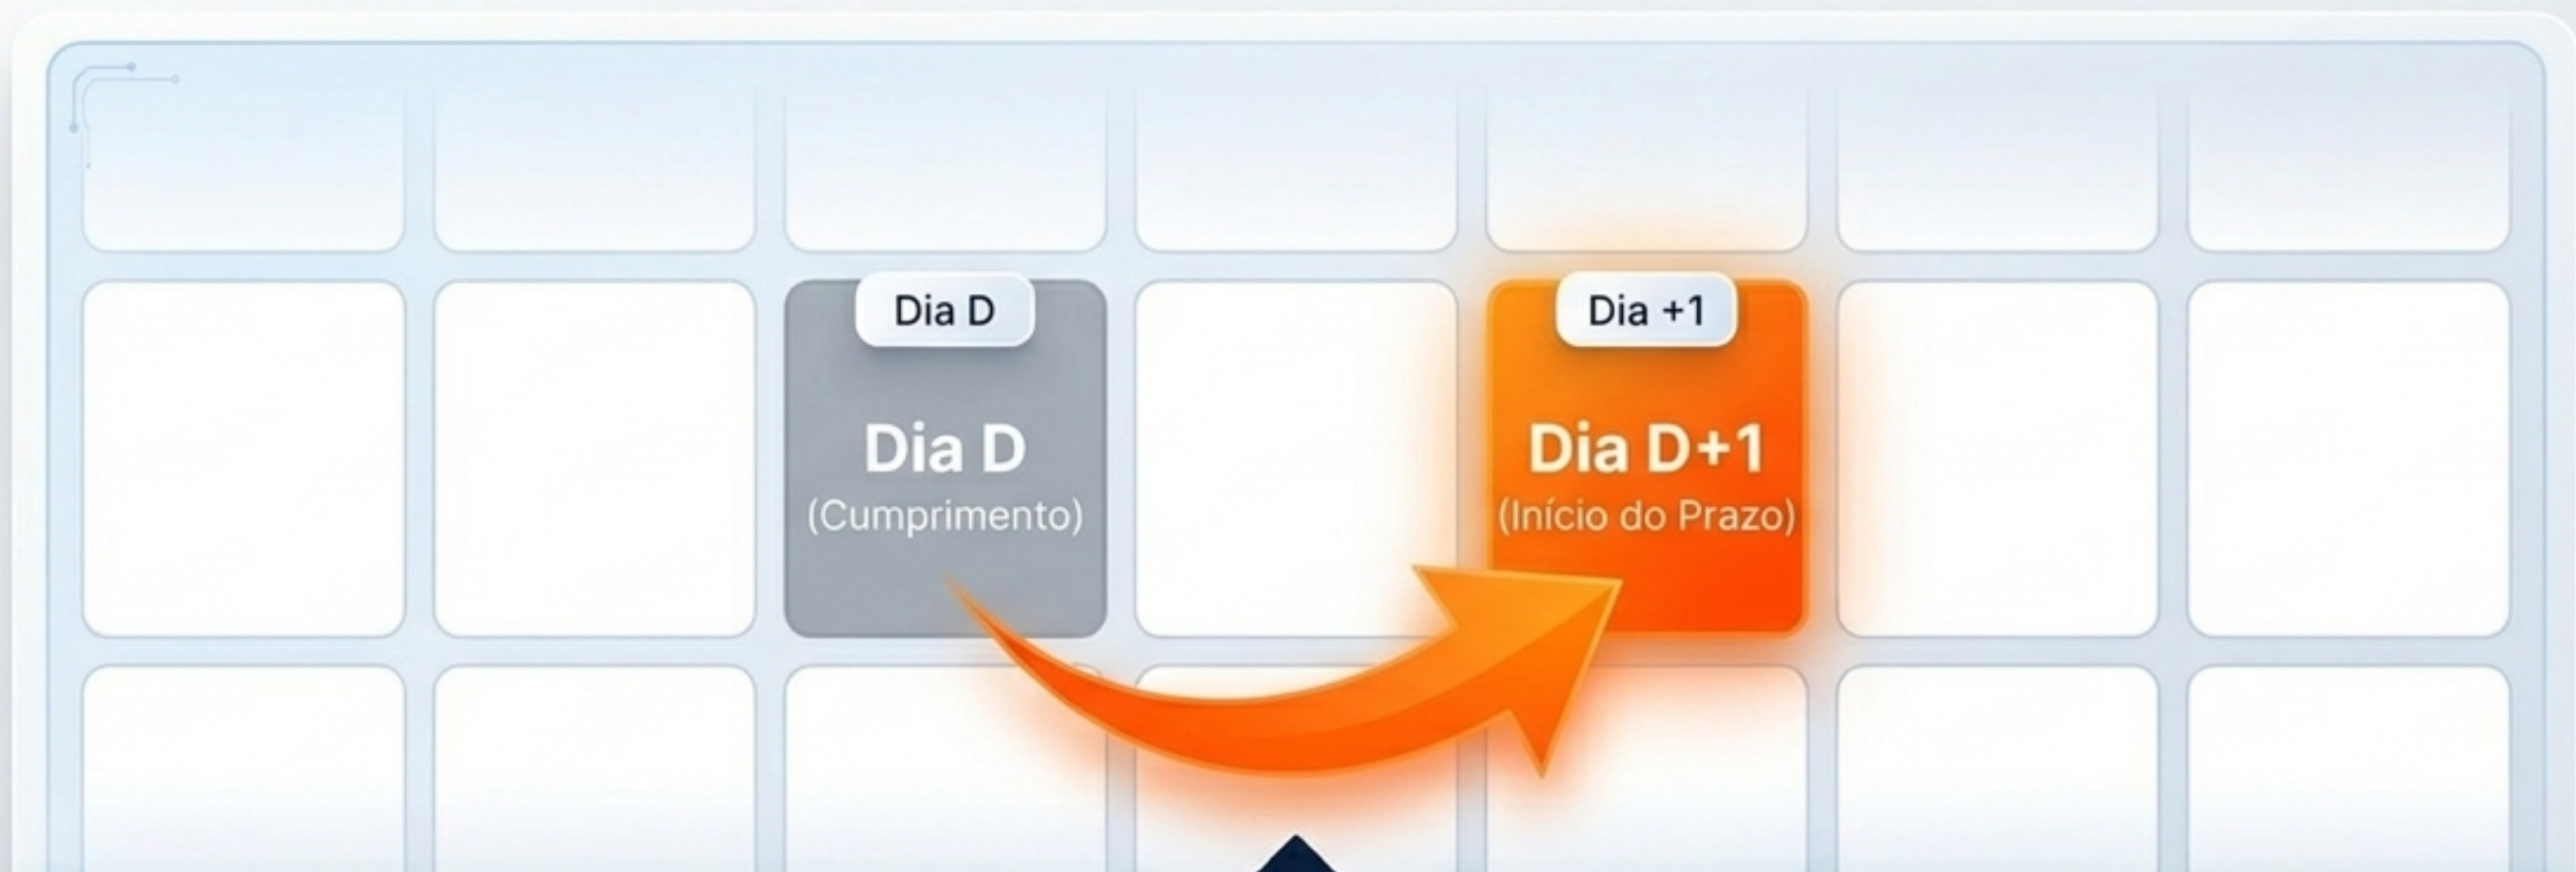 Dia D
Dia D
(Cumprimento)
Dia +1
Dia D+1
(Início do Prazo)